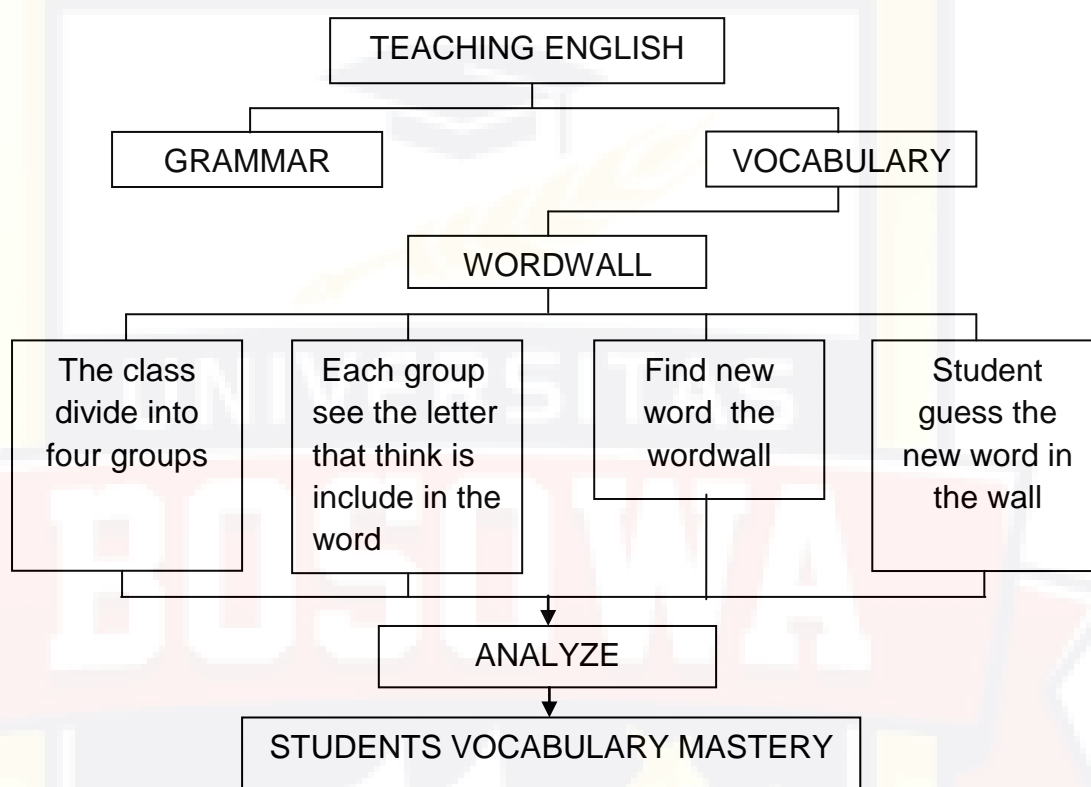 TEACHING ENGLISH
GRAMMAR
VOCABULARY
WORDWALL
The class
divide into
four groups
Each group
see the letter
that think is
include in the
word
Find new
word the
wordwall
Student
guess the
new word in
the wall
UNIVERSITAS
BOSOWA
ANALYZE
STUDENTS VOCABULARY MASTERY